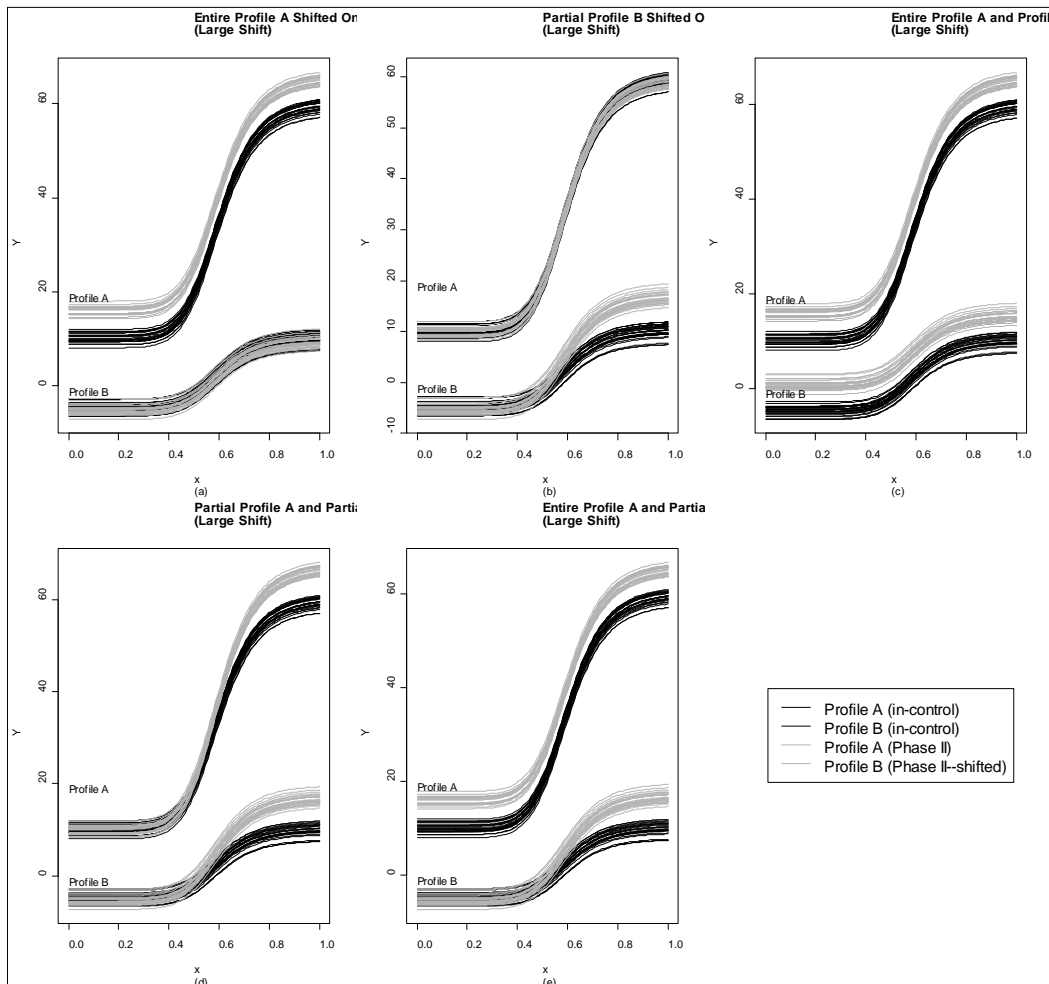 Entire Profile A Shifted On
(Large Shift)
60
40
20
0
Y
Profile A
Profile B
0.0 0.2 0.4 0.6 0.8 1.0
x
(a)
Partial Profile B Shifted O
(Large Shift)
60
50
40
30
20
10
0
-10
Y
Profile A
Profile B
0.0 0.2 0.4 0.6 0.8 1.0
x
(b)
Entire Profile A and Profil
(Large Shift)
60
40
20
0
Y
Profile A
Profile B
0.0 0.2 0.4 0.6 0.8 1.0
x
(c)
Partial Profile A and Partia
(Large Shift)
60
40
20
0
Y
Profile A
Profile B
0.0 0.2 0.4 0.6 0.8 1.0
x
(d)
Entire Profile A and Partia
(Large Shift)
60
40
20
0
Y
Profile A
Profile B
0.0 0.2 0.4 0.6 0.8 1.0
x
(e)
Profile A (in-control)
Profile B (in-control)
Profile A (Phase II)
Profile B (Phase II--shifted)